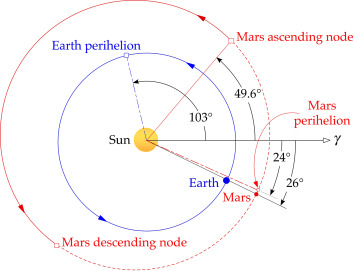 Mars ascending node
Earth perihelion
49.6°
103°
Mars
perihelion
Sun
γ
24°
26°
Earth
Mars
Mars descending node